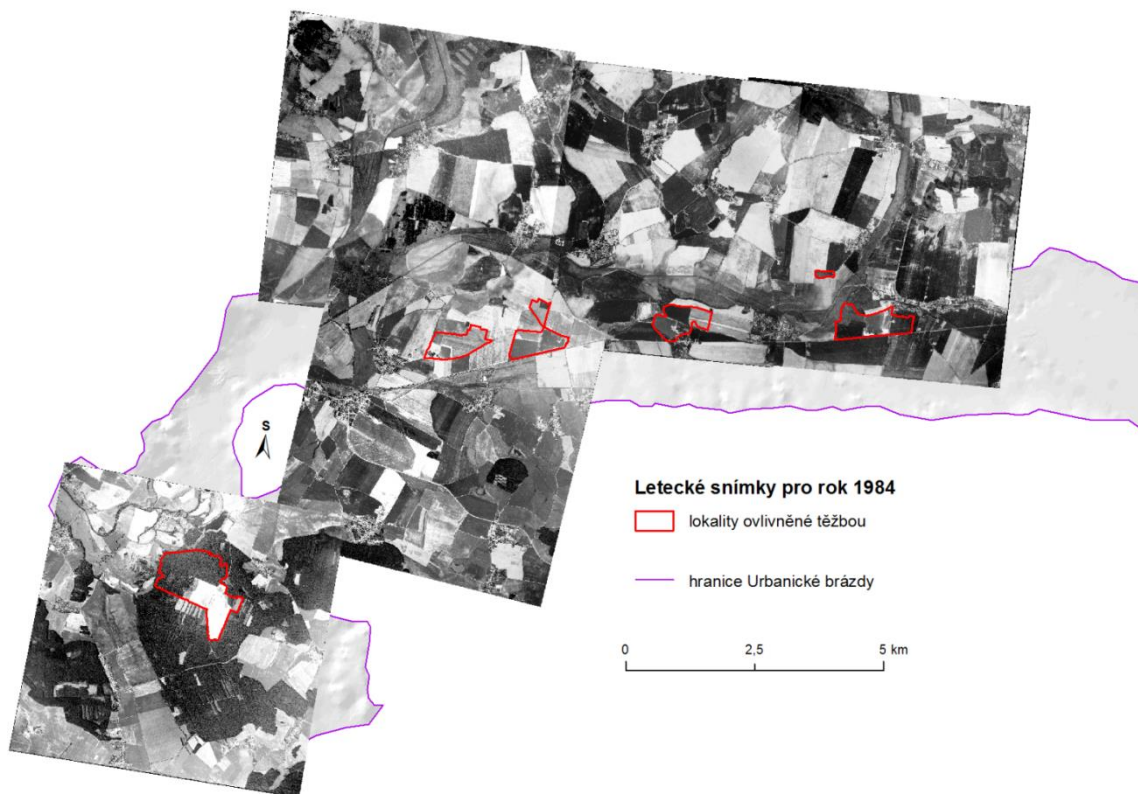 S
Letecké snímky pro rok 1984
lokality ovlivněné těžbou
hranice Urbanické brázdy
0 2,5 5 km